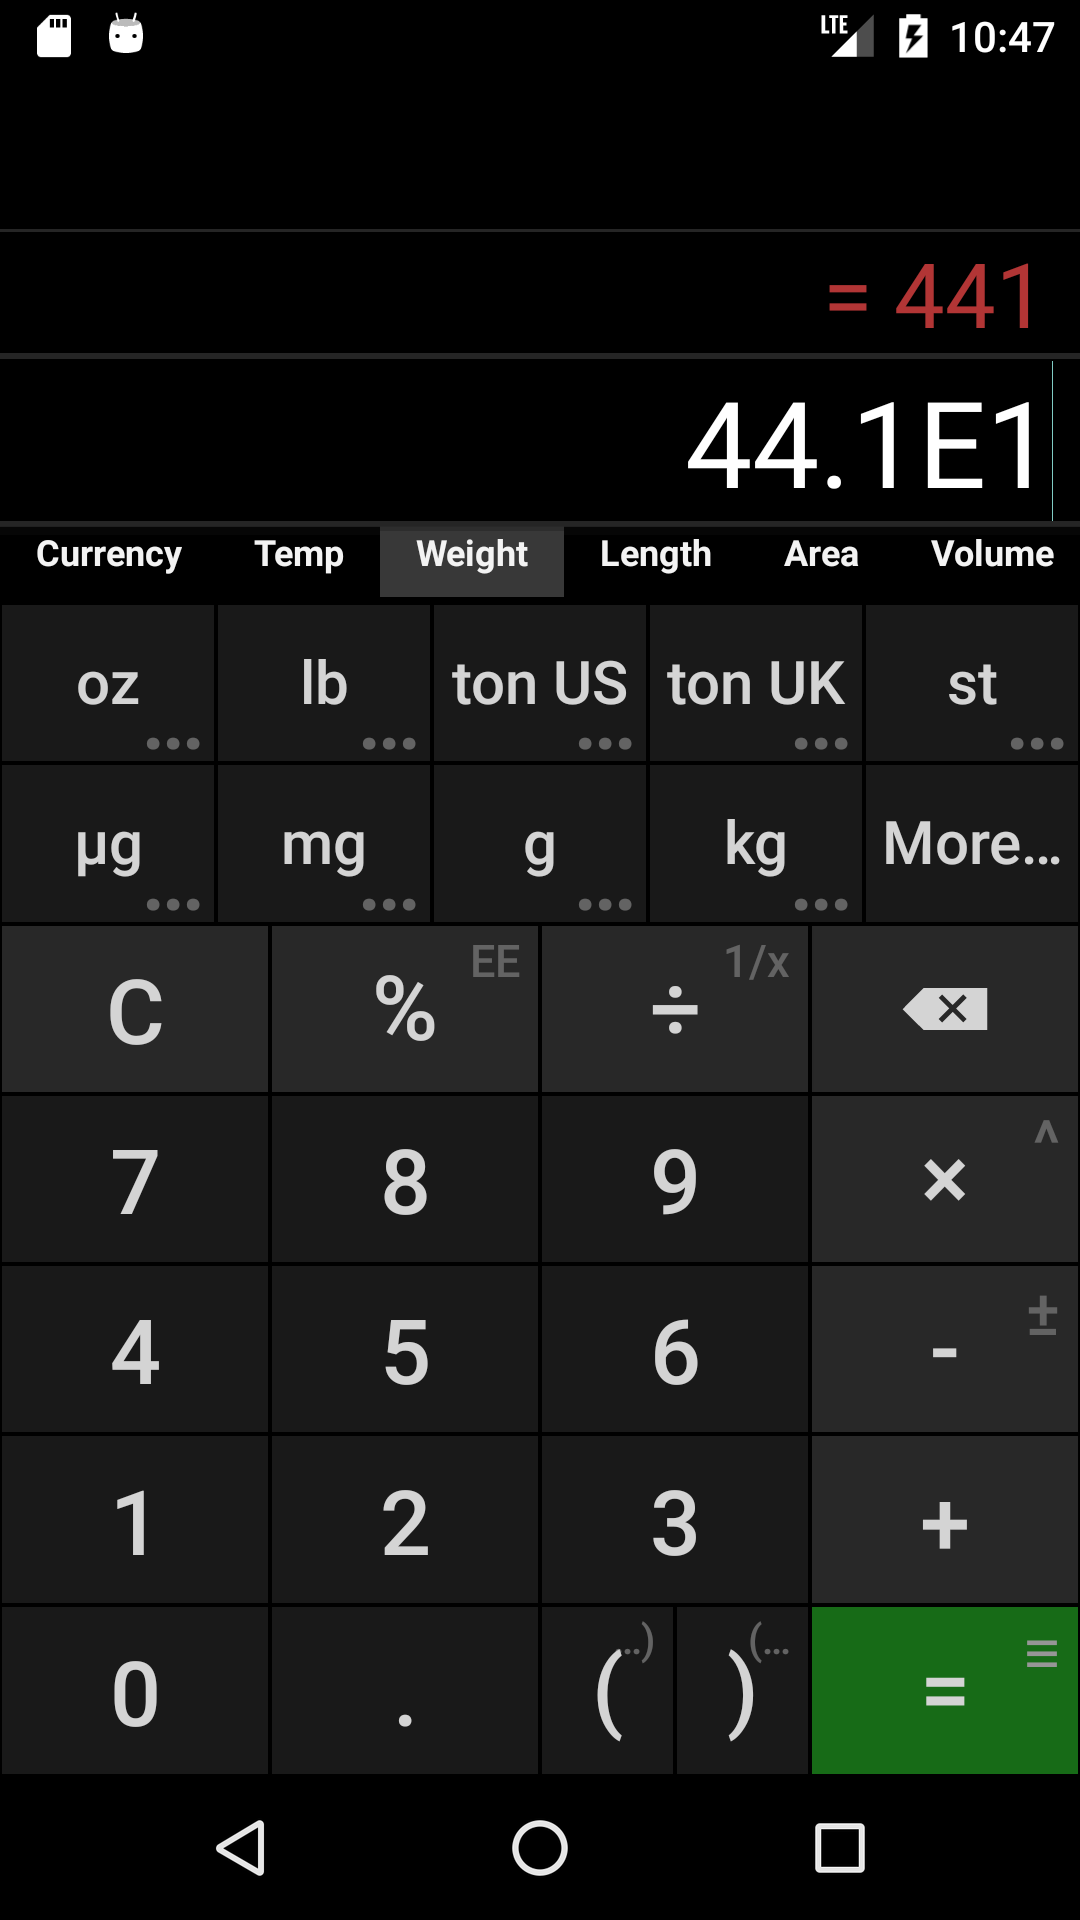 LTE 10:47
= 441
44.1E1
Currency Temp Weight Length Area Volume
oz lb ton US ton UK st
µg mg g kg More...
C % EE ÷ 1/x
7 8 9 × ^
4 5 6 - ±
1 2 3 +
0 . ( ..) ) (... =